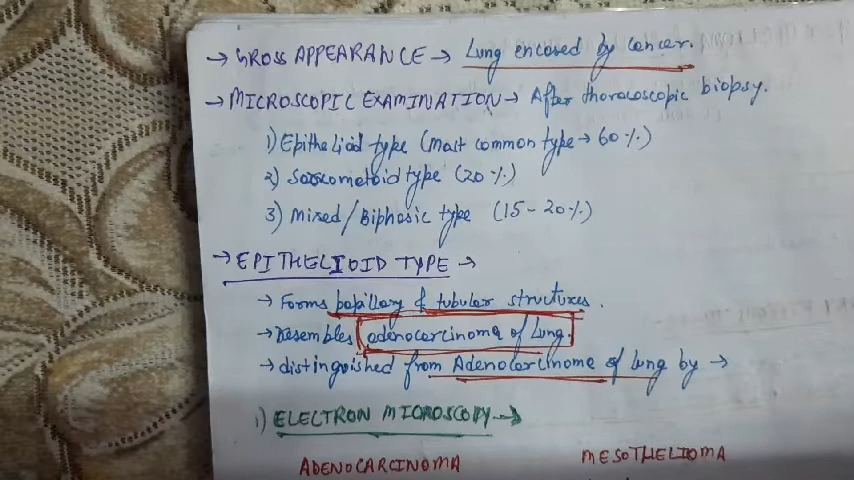 → GROSS APPEARANCE → Lung encased by cancer.
→ MICROSCOPIC EXAMINATION → After thoracoscopic biopsy.
1) Epithelioid type (Most common type → 60%)
2) Sarcomatoid type (20%)
3) Mixed/Biphasic type (15-20%)
→ EPITHELIOID TYPE →
→ Forms papillary & tubular structures.
→ Resembles adenocarcinoma of Lung.
→ distinguished from Adenocarcinoma of lung by →
1) ELECTRON MICROSCOPY →
ADENOCARCINOMA MESOTHELIOMA